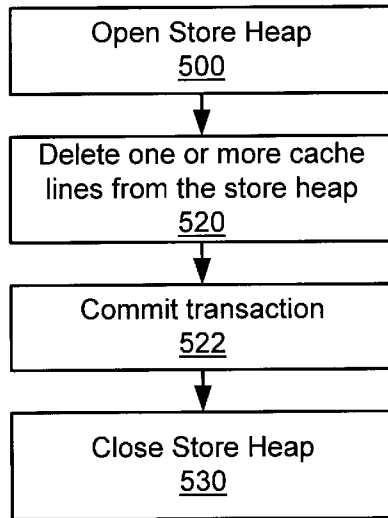 Open Store Heap
500
Delete one or more cache
lines from the store heap
520
Commit transaction
522
Close Store Heap
530